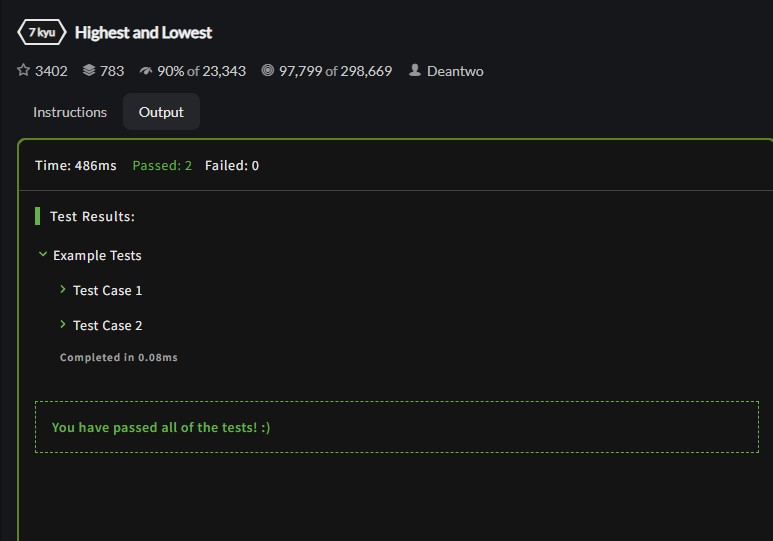 7 kyu Highest and Lowest
3402 783 90% of 23,343 97,799 of 298,669 Deantwo
Instructions Output
Time: 486ms Passed: 2 Failed: 0
Test Results:
Example Tests
Test Case 1
Test Case 2
Completed in 0.08ms
You have passed all of the tests! :)